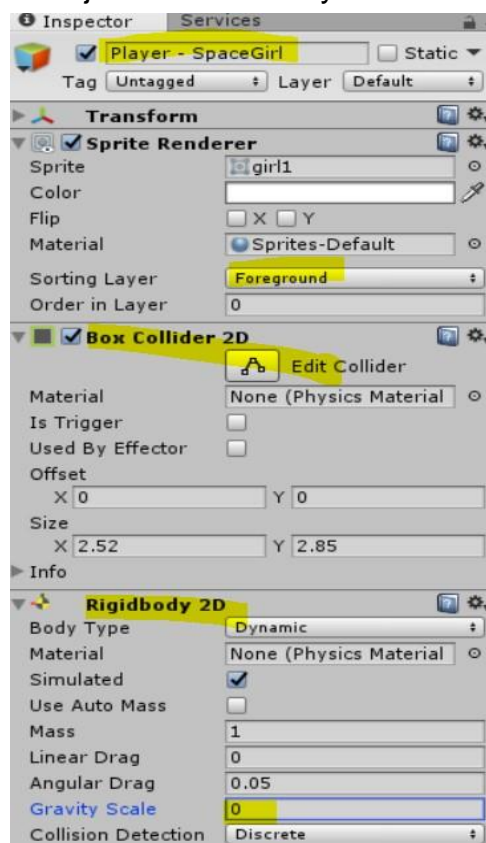 Inspector Services
Player - SpaceGirl Static
Tag Untagged Layer Default
Transform
Sprite Renderer
Sprite girl1
Color
Flip X Y
Material Sprites-Default
Sorting Layer Foreground
Order in Layer 0
Box Collider 2D
Edit Collider
Material None (Physics Material
Is Trigger
Used By Effector
Offset
X 0 Y 0
Size
X 2.52 Y 2.85
Info
Rigidbody 2D
Body Type Dynamic
Material None (Physics Material
Simulated
Use Auto Mass
Mass 1
Linear Drag 0
Angular Drag 0.05
Gravity Scale 0
Collision Detection Discrete